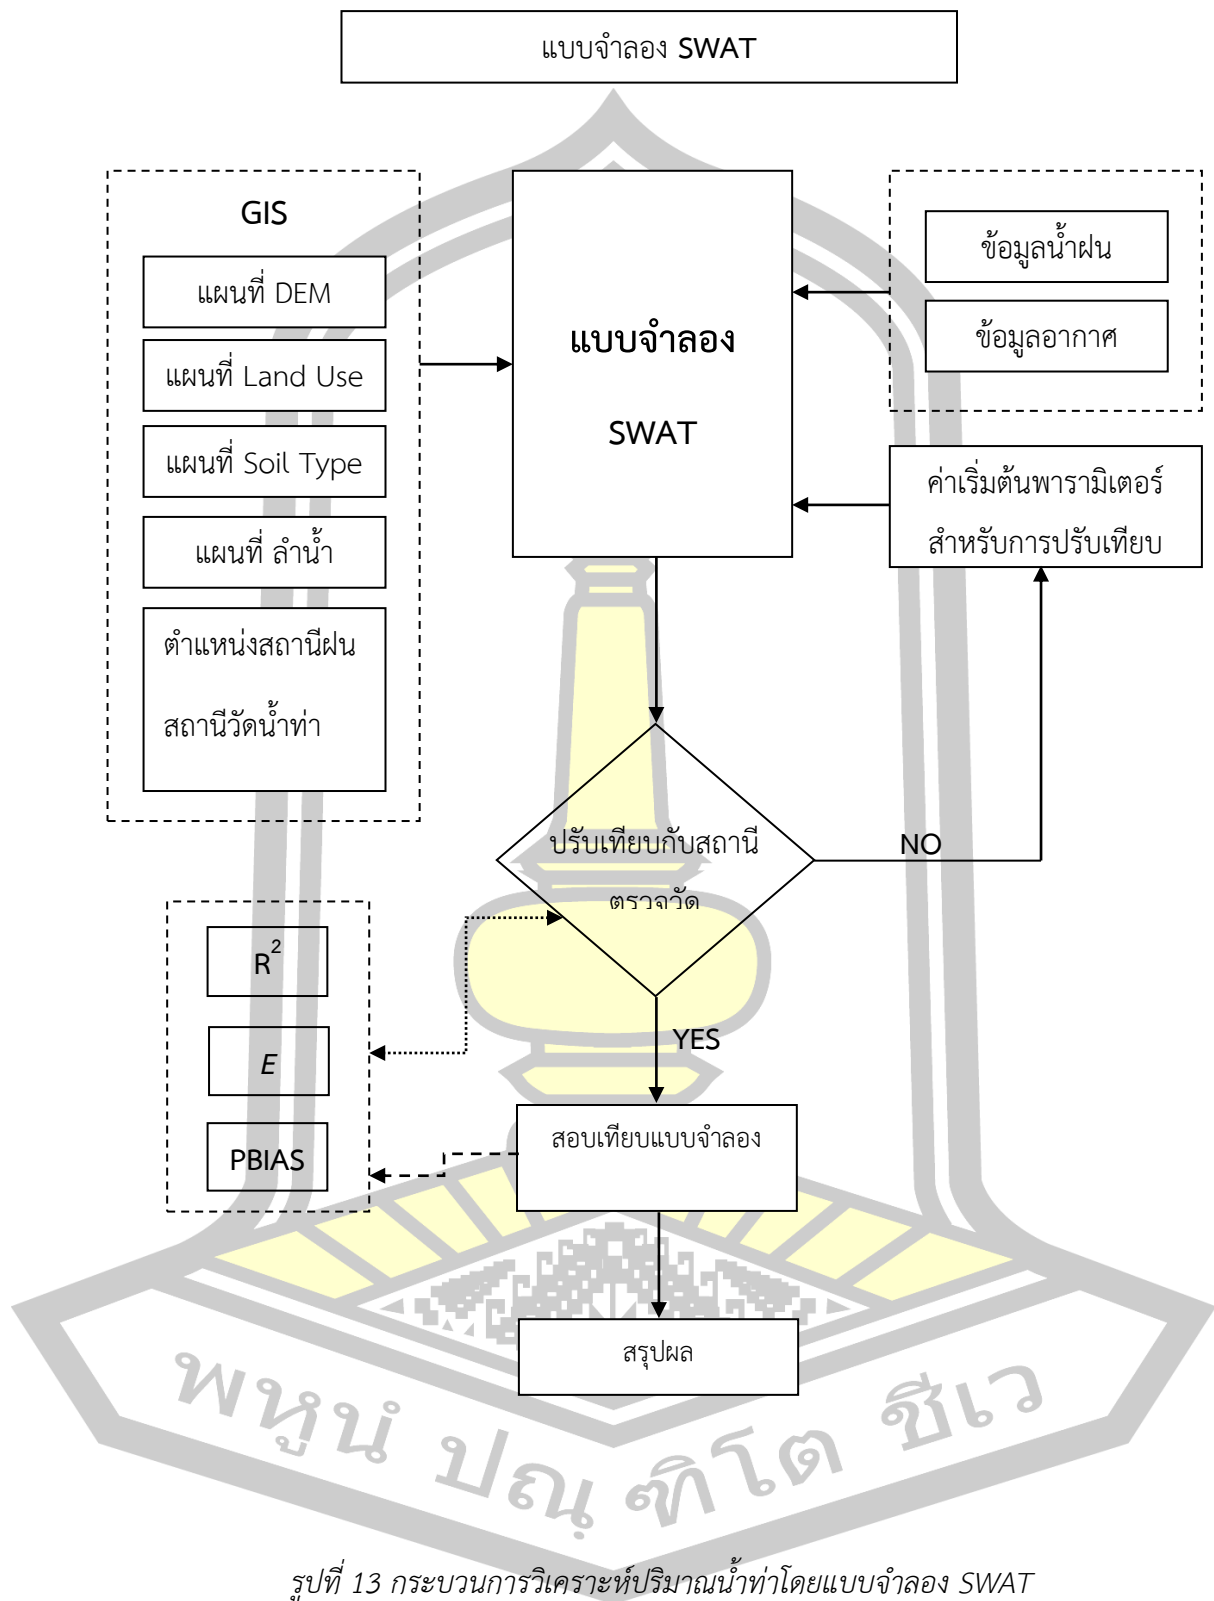 แบบจำลอง SWAT
GIS
แผนที่ DEM
แผนที่ Land Use
แผนที่ Soil Type
แผนที่ ลำน้ำ
ตำแหน่งสถานีฝน
สถานีวัดน้ำท่า
แบบจำลอง
SWAT
ข้อมูลน้ำฝน
ข้อมูลอากาศ
ค่าเริ่มต้นพารามิเตอร์
สำหรับการปรับเทียบ
ปรับเทียบกับสถานี
ตรวจวัด
NO
R²
E
PBIAS
YES
สอบเทียบแบบจำลอง
สรุปผล
พหูนํ ปณฺฑิโต ชีเว
รูปที่ 13 กระบวนการวิเคราะห์ปริมาณน้ำท่าโดยแบบจำลอง SWAT